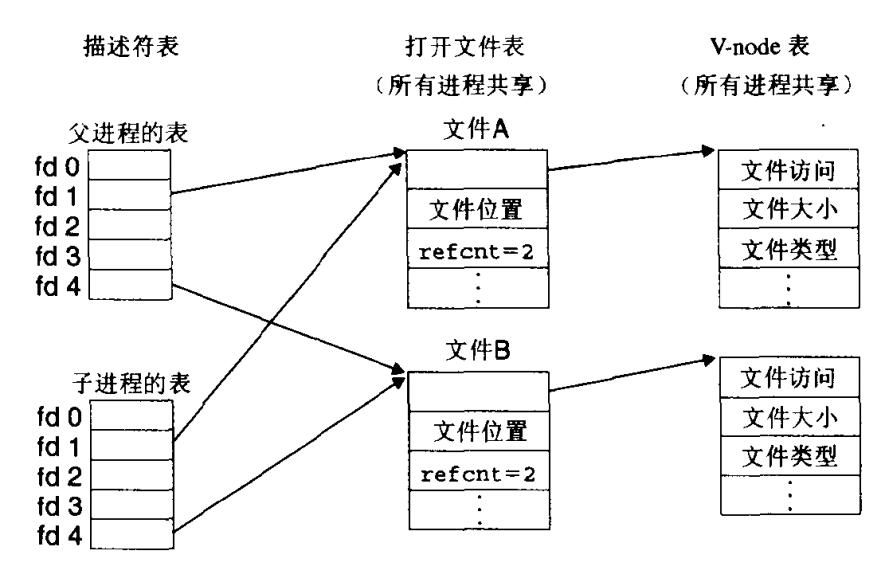 描述符表
打开文件表
（所有进程共享）
V-node 表
（所有进程共享）
父进程的表
fd 0
fd 1
fd 2
fd 3
fd 4
子进程的表
fd 0
fd 1
fd 2
fd 3
fd 4
文件A
文件位置
refcnt=2
文件B
文件位置
refcnt=2
文件访问
文件大小
文件类型
文件访问
文件大小
文件类型